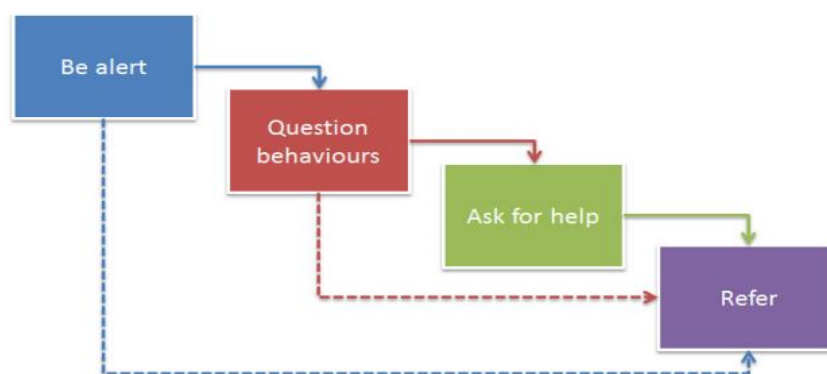 Be alert
Question
behaviours
Ask for help
Refer